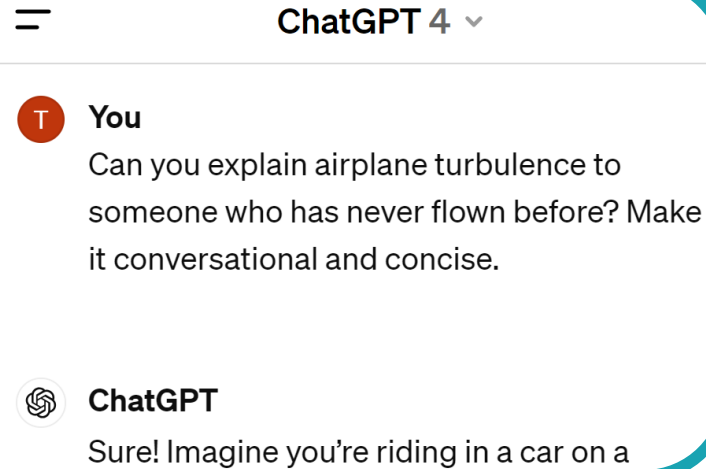 ChatGPT 4
T
You
Can you explain airplane turbulence to
someone who has never flown before? Make
it conversational and concise.
ChatGPT
Sure! Imagine you’re riding in a car on a